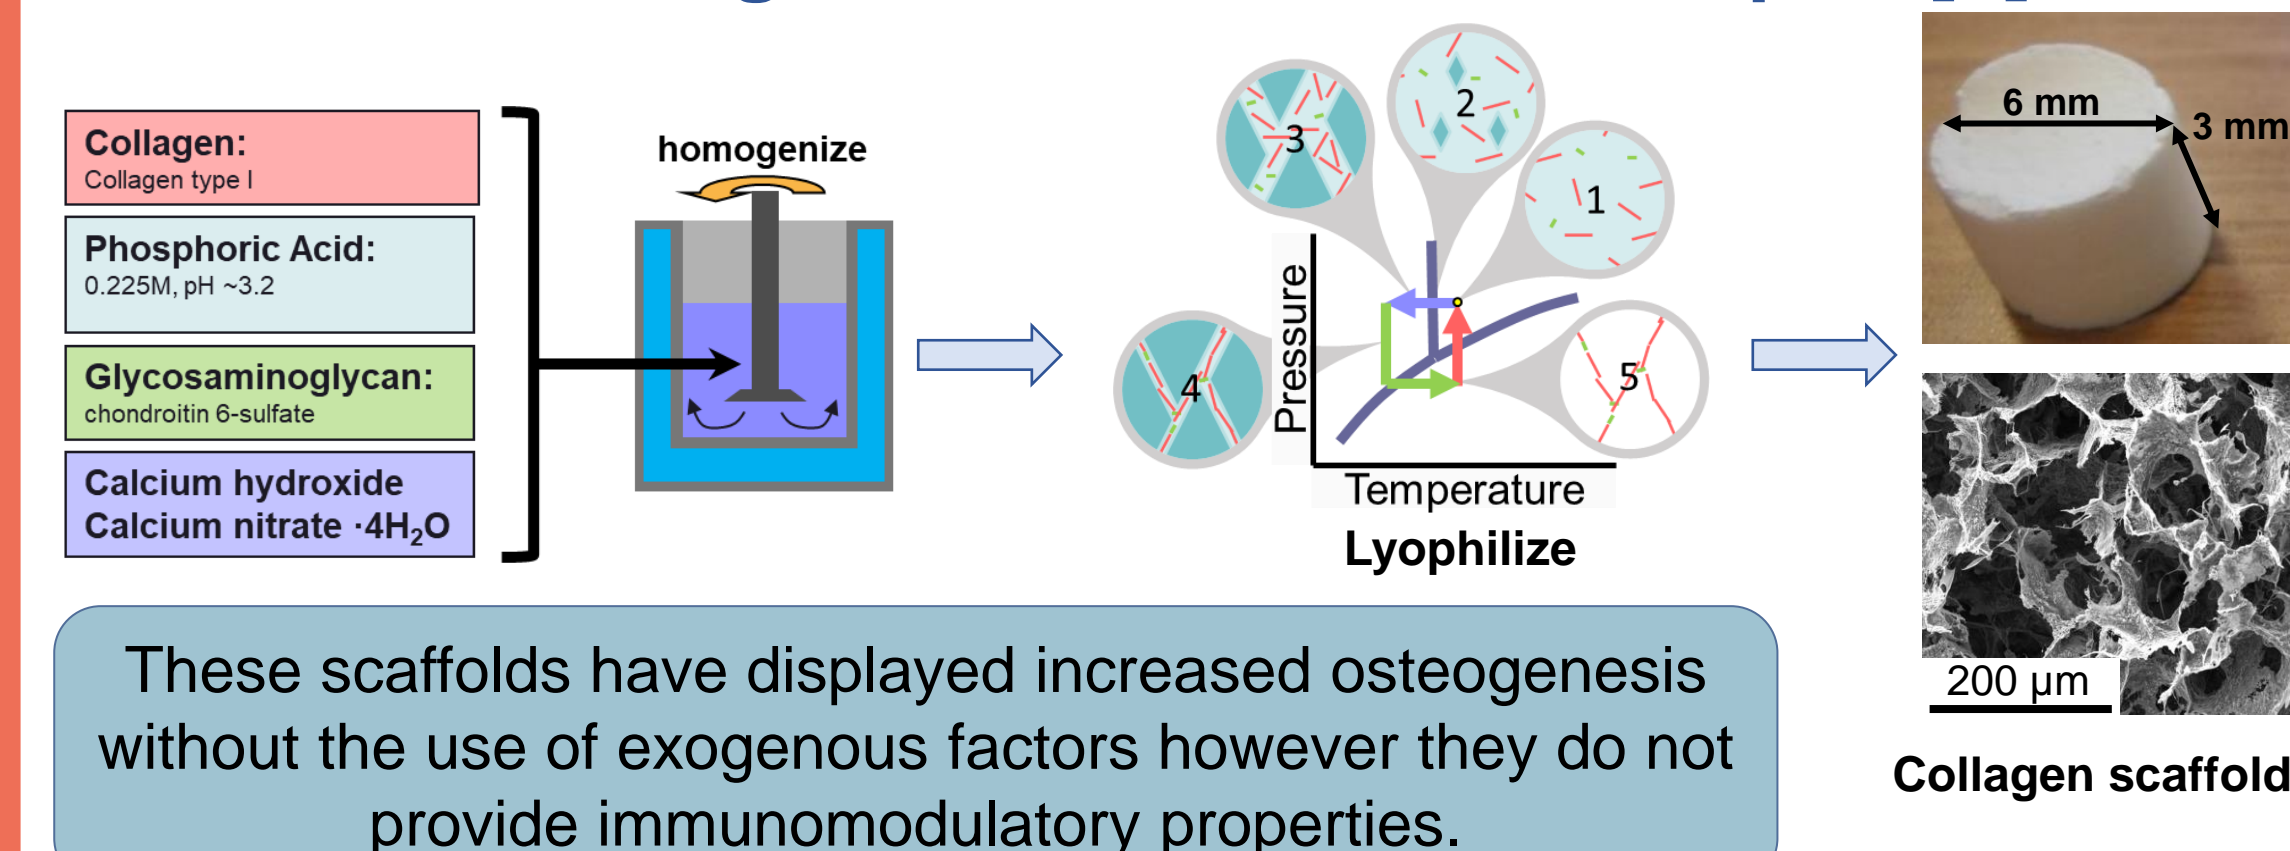 Collagen:
Collagen type I
Phosphoric Acid:
0.225M, pH ~3.2
Glycosaminoglycan:
chondroitin 6-sulfate
Calcium hydroxide
Calcium nitrate ·4H₂O
homogenize
3
2
1
4
5
Pressure
Temperature
Lyophilize
6 mm
3 mm
200 µm
Collagen scaffold
These scaffolds have displayed increased osteogenesis
without the use of exogenous factors however they do not
provide immunomodulatory properties.